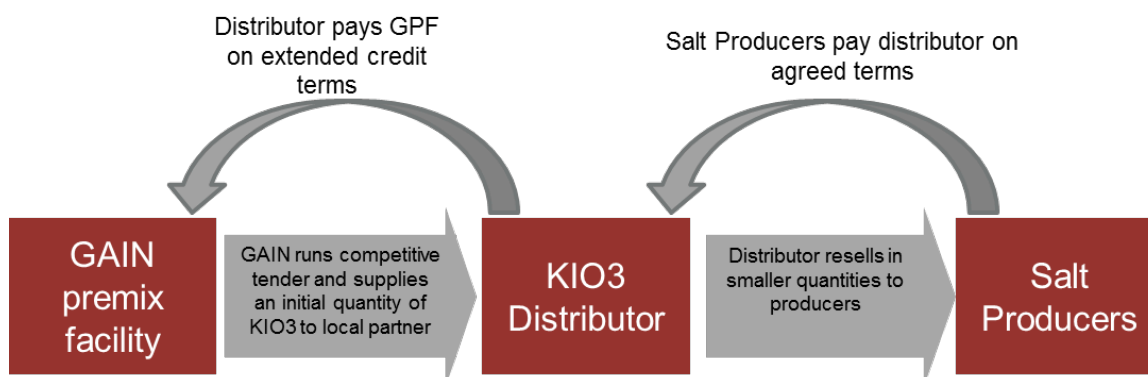 Distributor pays GPF
on extended credit
terms
Salt Producers pay distributor on
agreed terms
GAIN
premix
facility
GAIN runs competitive
tender and supplies
an initial quantity of
KIO3 to local partner
KIO3
Distributor
Distributor resells in
smaller quantities to
producers
Salt
Producers